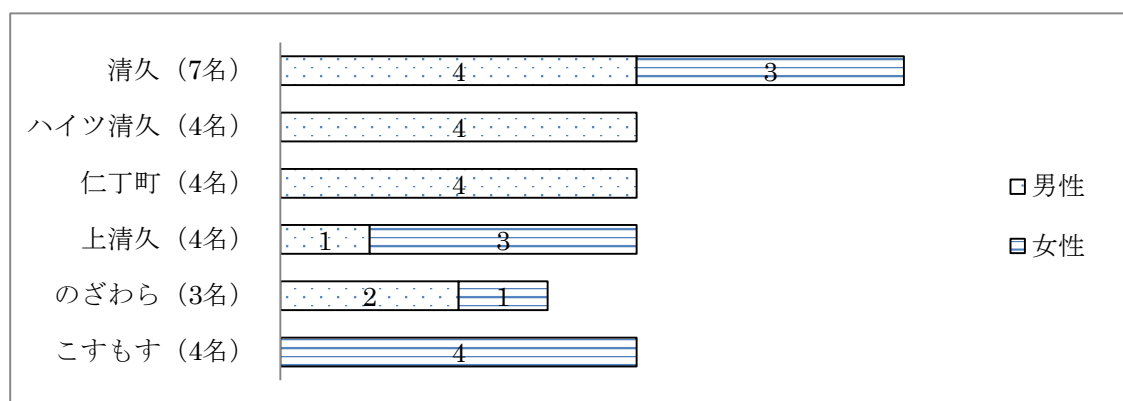 清久（7名）
4
3
ハイツ清久（4名）
4
仁丁町（4名）
4
上清久（4名）
1
3
のざわら（3名）
2
1
こすもす（4名）
4
男性
女性